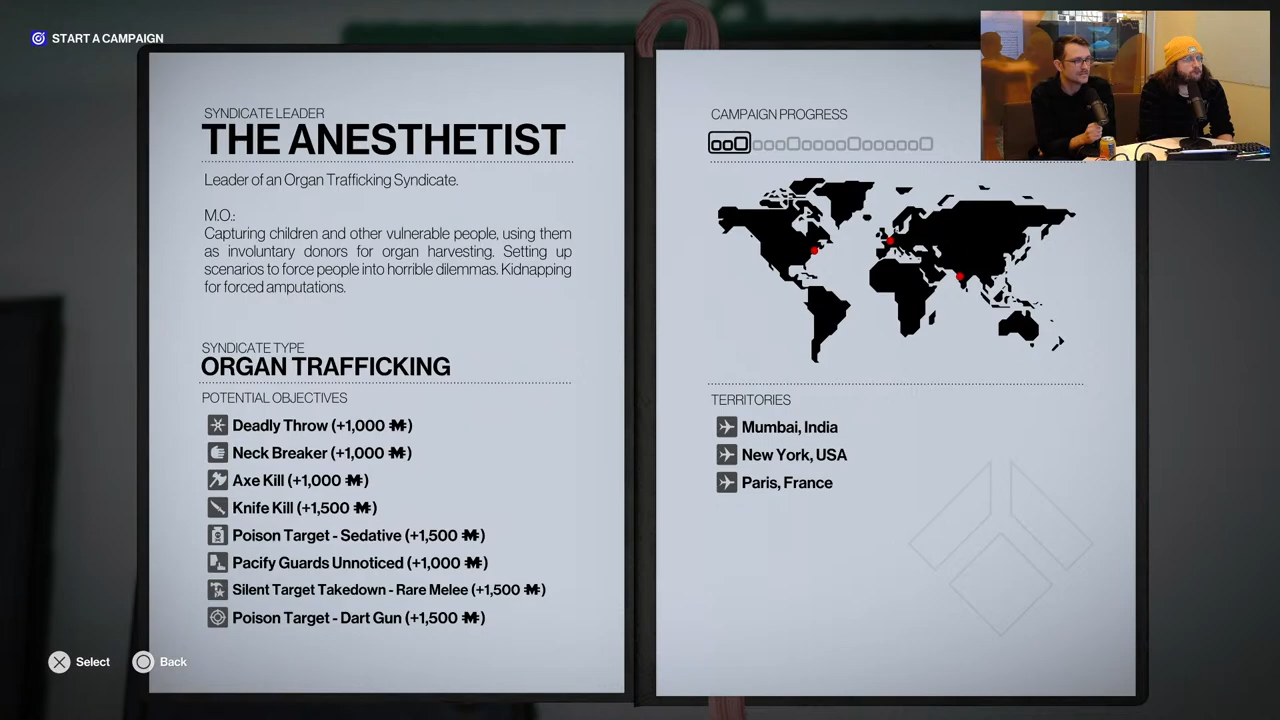 START A CAMPAIGN
SYNDICATE LEADER
THE ANESTHETIST
Leader of an Organ Trafficking Syndicate.
M.O.:
Capturing children and other vulnerable people, using them
as involuntary donors for organ harvesting. Setting up
scenarios to force people into horrible dilemmas. Kidnapping
for forced amputations.
SYNDICATE TYPE
ORGAN TRAFFICKING
POTENTIAL OBJECTIVES
Deadly Throw (+1,000 M)
Neck Breaker (+1,000 M)
Axe Kill (+1,000 M)
Knife Kill (+1,500 M)
Poison Target - Sedative (+1,500 M)
Pacify Guards Unnoticed (+1,000 M)
Silent Target Takedown - Rare Melee (+1,500 M)
Poison Target - Dart Gun (+1,500 M)
Select
Back
CAMPAIGN PROGRESS
TERRITORIES
Mumbai, India
New York, USA
Paris, France